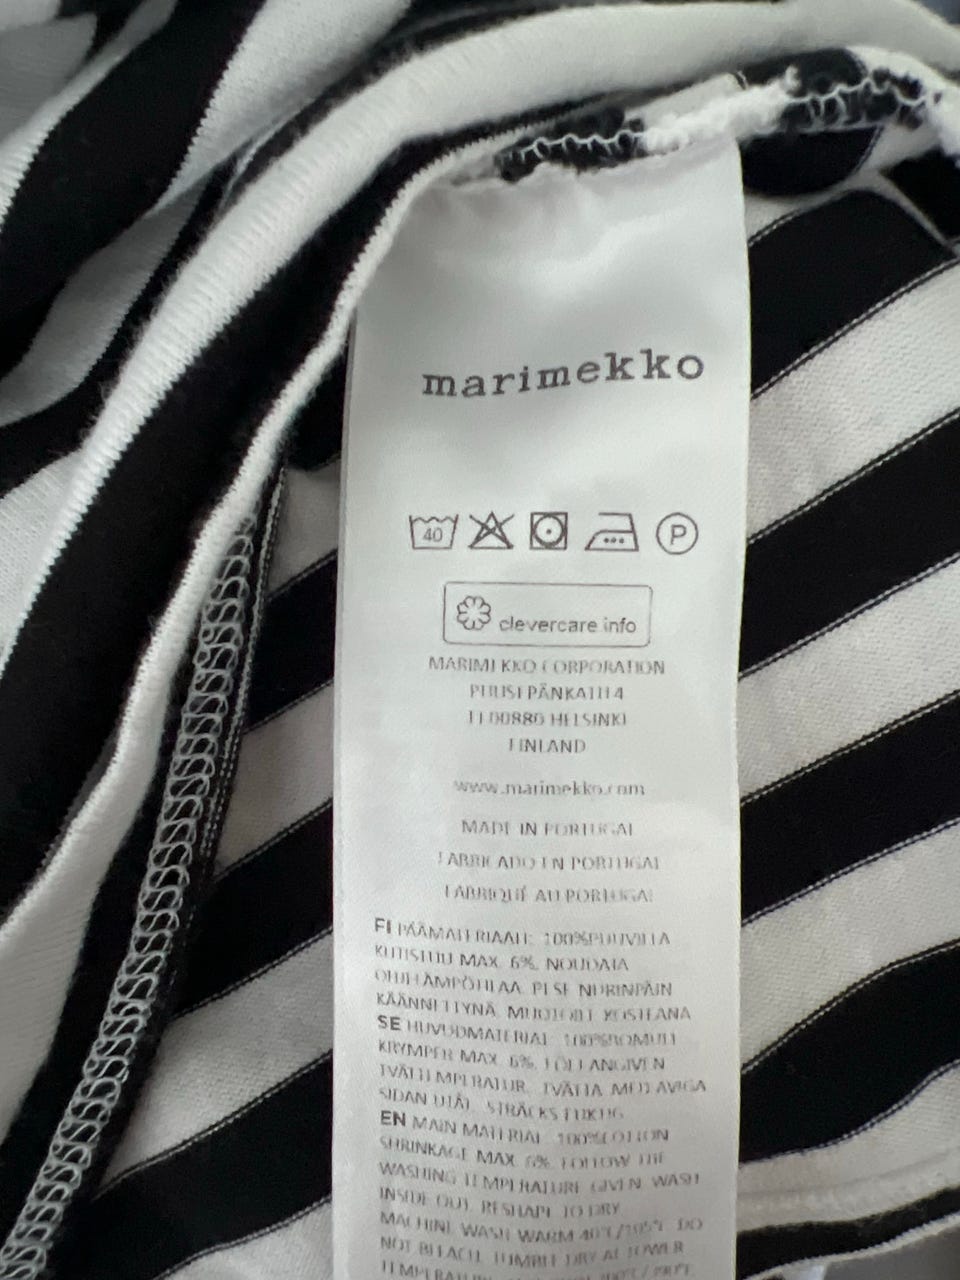 marimekko
40
P
clevercare.info
MARIMEKKO CORPORATION
PUUSEPÄNKATU 4
FI 00880 HELSINKI
FINLAND
www.marimekko.com
MADE IN PORTUGAL
FABRICADO EN PORTUGAL
FABRIQUÉ AU PORTUGAL
FI PÄÄMATERIAALI: 100%PUUVILLA
KUTISTUU MAX. 6%. NOUDATA
OHJELÄMPÖTILAA. PESE NURINPÄIN
KÄÄNNETTYNÄ. MUOTOILE KOSTEANA
SE HUVUDMATERIAL: 100%BOMULL
KRYMPER MAX. 6%. FÖLJ ANGIVEN
TVÄTTEMPERATUR. TVÄTTA MED AVIGA
SIDAN UTÅT. STRÄCKS FUKTIG
EN MAIN MATERIAL: 100%COTTON
SHRINKAGE MAX. 6%. FOLLOW THE
WASHING TEMPERATURE GIVEN. WASH
INSIDE OUT. RESHAPE TO DRY
MACHINE WASH WARM 40°C/105°F. DO
NOT BLEACH. TUMBLE DRY AT LOWER
TEMPERATURE